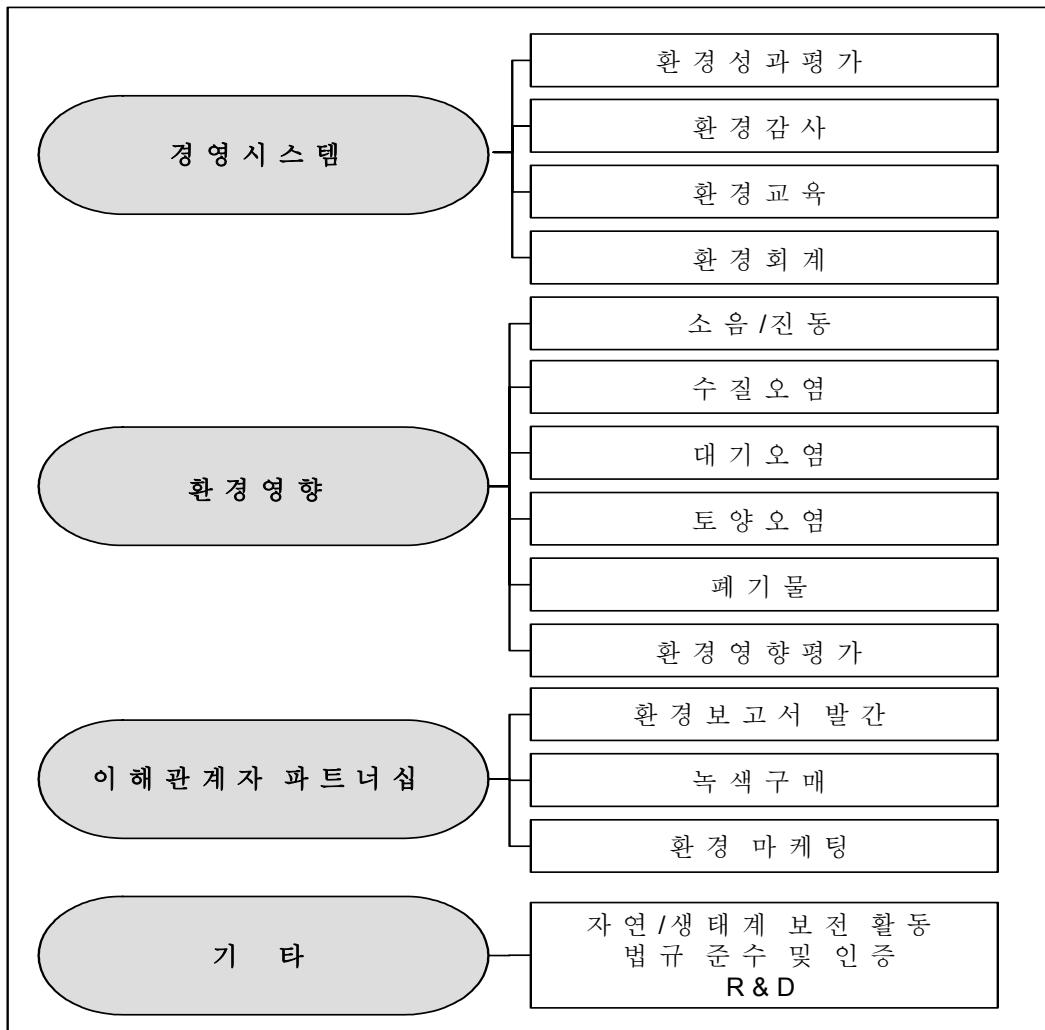 경영시스템
환경성과평가
환경감사
환경교육
환경회계
환경영향
소음/진동
수질오염
대기오염
토양오염
폐기물
환경영향평가
이해관계자 파트너십
환경보고서 발간
녹색구매
환경 마케팅
기 타
자연/생태계 보전 활동
법규 준수 및 인증
R & D